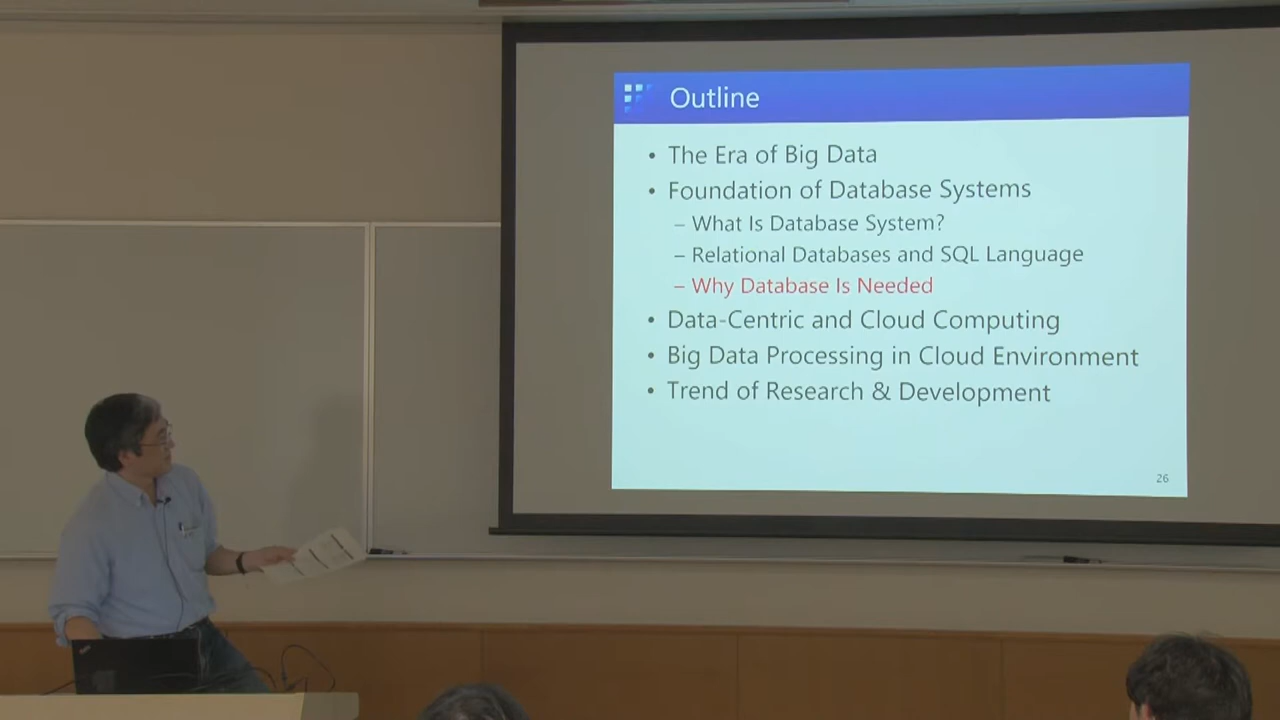 Outline
• The Era of Big Data
• Foundation of Database Systems
– What Is Database System?
– Relational Databases and SQL Language
– Why Database Is Needed
• Data-Centric and Cloud Computing
• Big Data Processing in Cloud Environment
• Trend of Research & Development
26